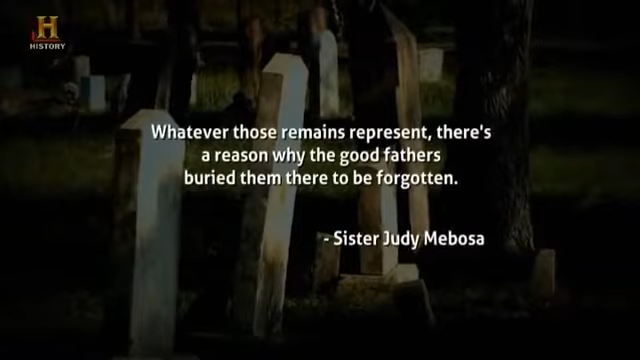 H
HISTORY
Whatever those remains represent, there's
a reason why the good fathers
buried them there to be forgotten.
- Sister Judy Mebosa